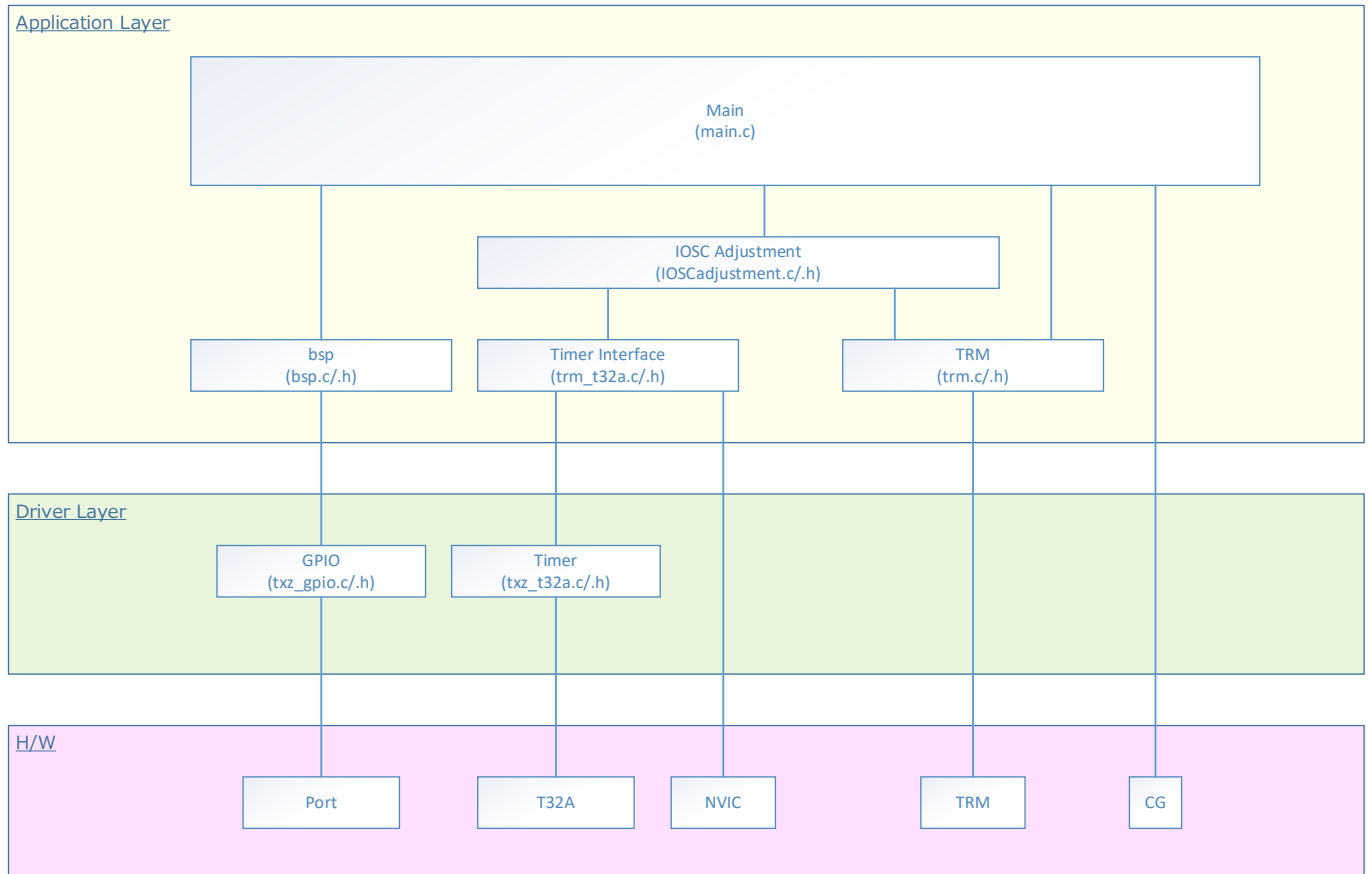 Application Layer
Main
(main.c)
IOSC Adjustment
(IOSCadjustment.c/.h)
bsp
(bsp.c/.h)
Timer Interface
(trm_t32a.c/.h)
TRM
(trm.c/.h)
Driver Layer
GPIO
(txz_gpio.c/.h)
Timer
(txz_t32a.c/.h)
H/W
Port
T32A
NVIC
TRM
CG